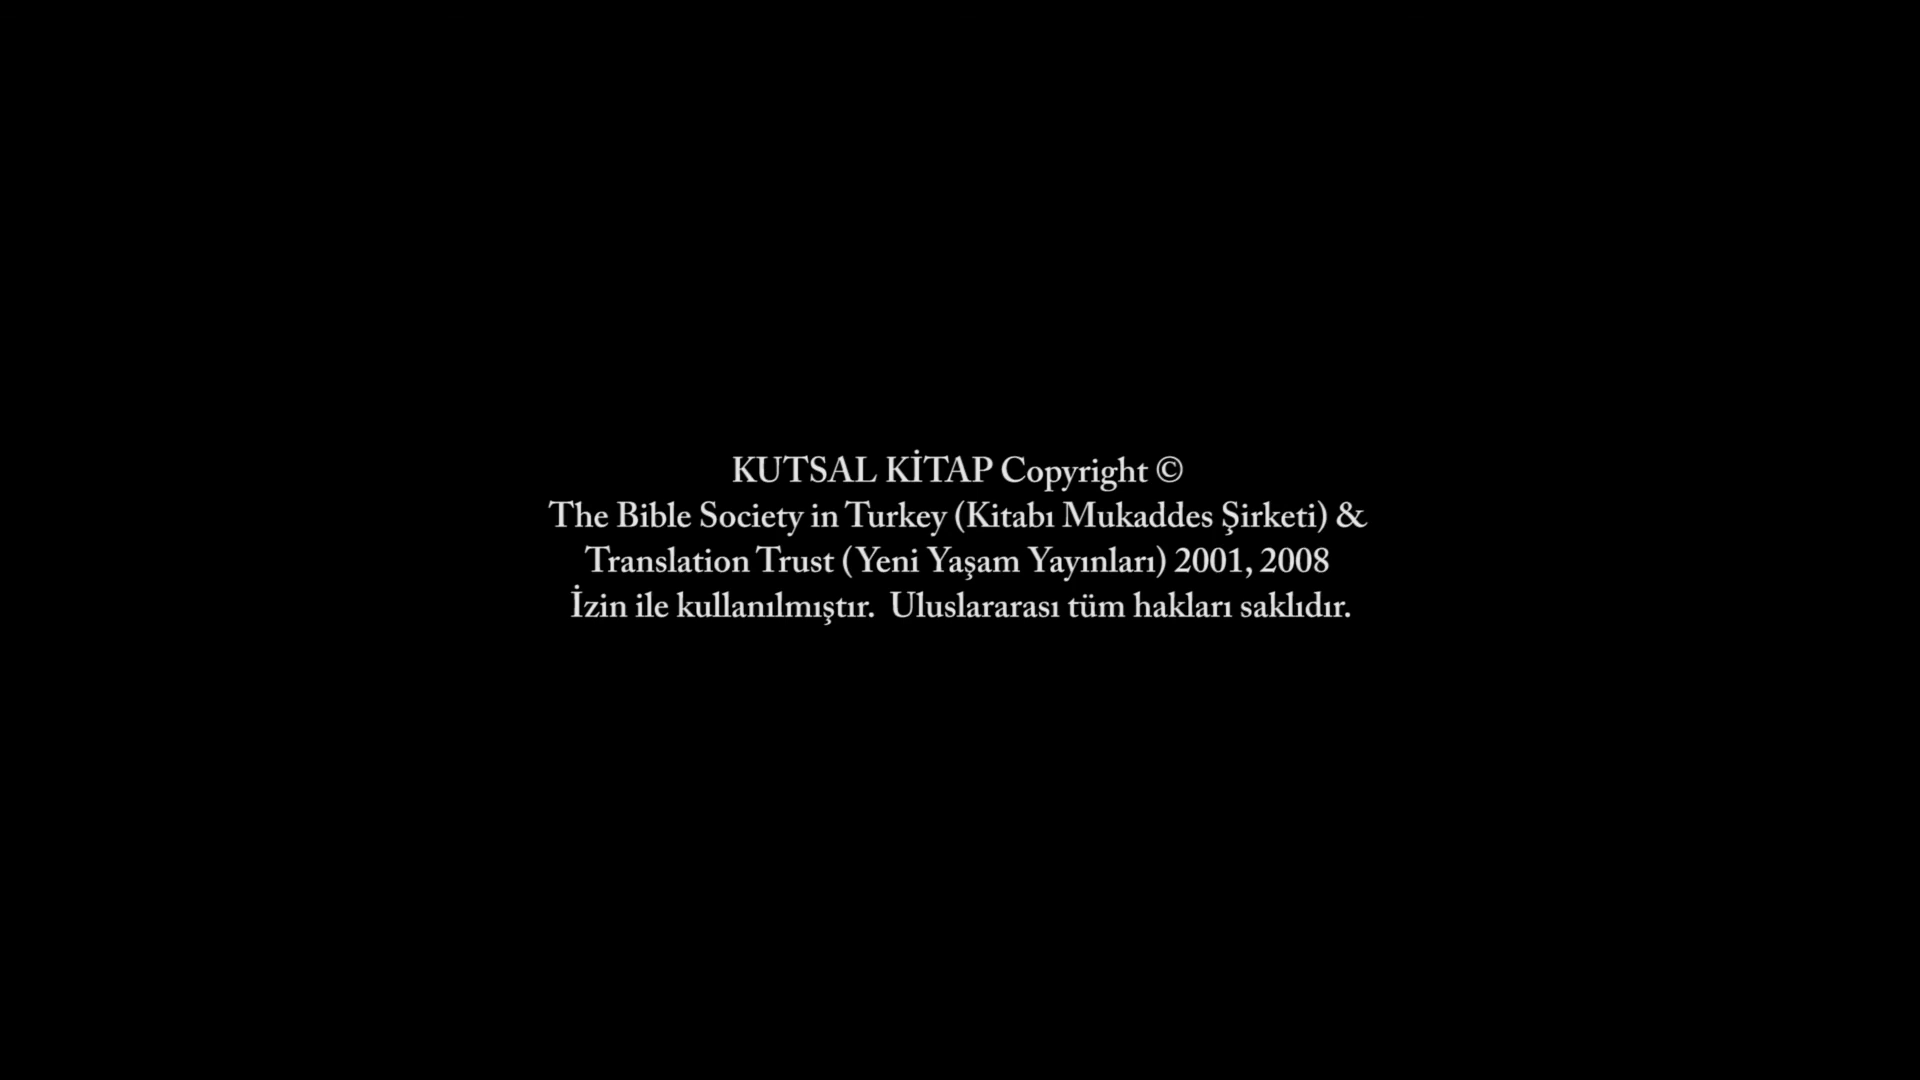 KUTSAL KİTAP Copyright ©
The Bible Society in Turkey (Kitabı Mukaddes Şirketi) &
Translation Trust (Yeni Yaşam Yayınları) 2001, 2008
İzin ile kullanılmıştır.  Uluslararası tüm hakları saklıdır.